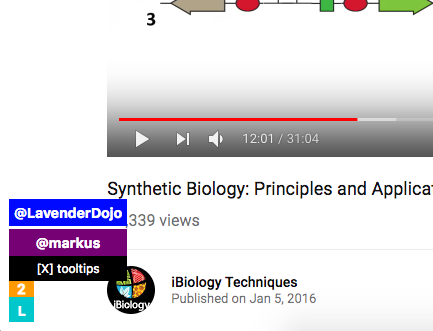 3
12:01 / 31:04
Synthetic Biology: Principles and Applicat
,339 views
@LavenderDojo
@markus
[X] tooltips
2
L
iBiology
iBiology Techniques
Published on Jan 5, 2016